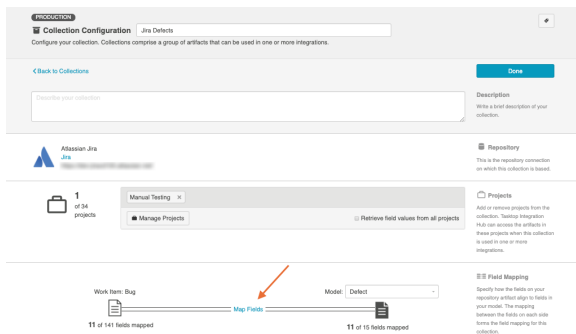 PRODUCTION
Collection Configuration Jira Defects
Configure your collection. Collections comprise a group of artifacts that can be used in one or more integrations.
Back to Collections
Done
Describe your collection
Description
Write a brief description of your
collection.
Atlassian Jira
Jira
Repository
This is the repository connection
on which this collection is based.
1
of 34
projects
Manual Testing ×
Manage Projects
Retrieve field values from all projects
Projects
Add or remove projects from the
collection. Tasktop Integration
Hub can access the artifacts in
these projects when this collection
is used in one or more
integrations.
Work Item: Bug
Map Fields
Model: Defect
11 of 141 fields mapped
11 of 15 fields mapped
Field Mapping
Specify how the fields on your
repository artifact align to fields in
your model. The mapping
between the fields on each side
forms the field mapping for this
collection.